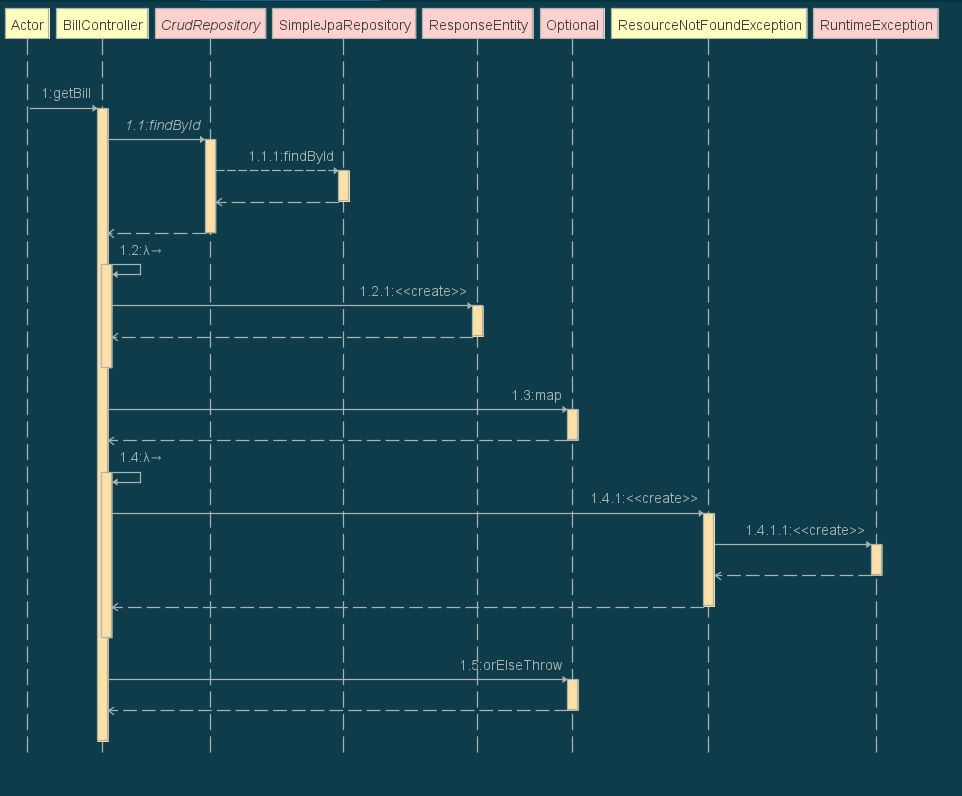 Actor BillController CrudRepository SimpleJpaRepository ResponseEntity Optional ResourceNotFoundException RuntimeException
1:getBill
1.1:findById
1.1.1:findById
1.2:λ→
1.2.1:<<create>>
1.3:map
1.4:λ→
1.4.1:<<create>>
1.4.1.1:<<create>>
1.5:orElseThrow